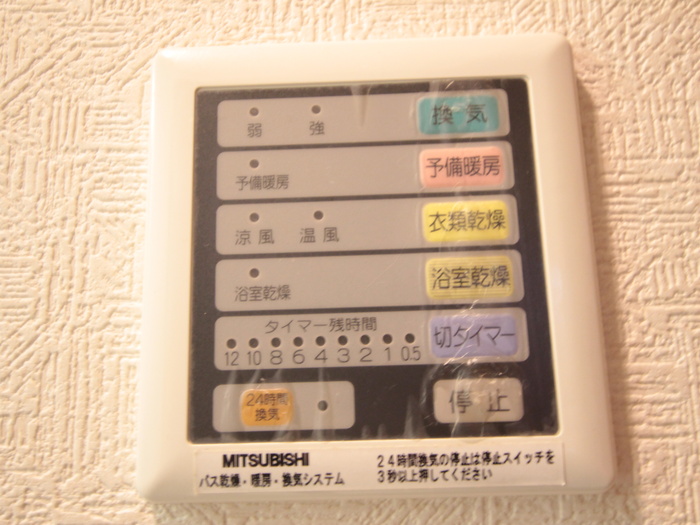 弱 強 換気
予備暖房 予備暖房
涼風 温風 衣類乾燥
浴室乾燥 浴室乾燥
タイマー残時間
12 10 8 6 4 3 2 1 0.5 切タイマー
24時間
換気
停止
MITSUBISHI
バス乾燥・暖房・換気システム
24時間換気の停止は停止スイッチを
3秒以上押してください